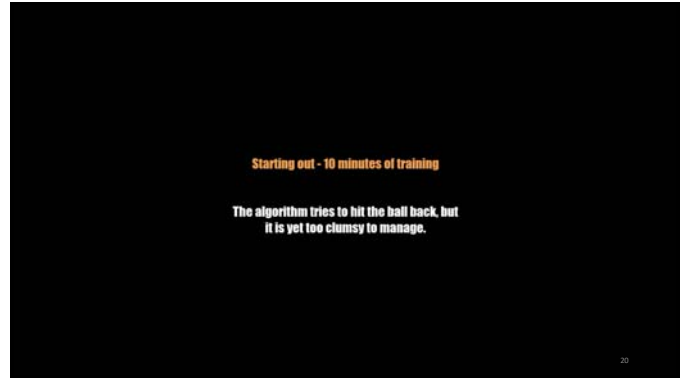 Starting out - 10 minutes of training
The algorithm tries to hit the ball back, but
it is yet too clumsy to manage.
20